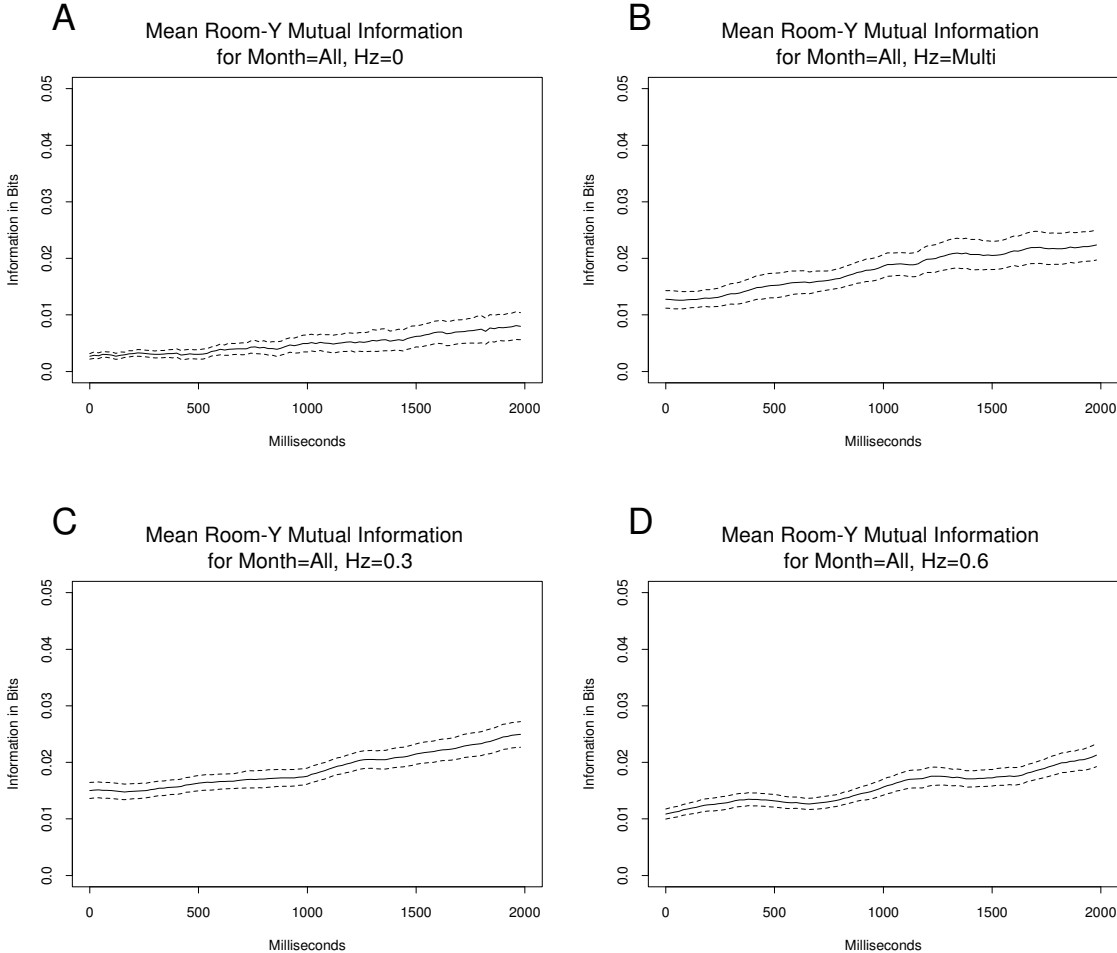 A
Mean Room-Y Mutual Information
for Month=All, Hz=0
Information in Bits
0.05
0.04
0.03
0.02
0.01
0.0
0 500 1000 1500 2000
Milliseconds
B
Mean Room-Y Mutual Information
for Month=All, Hz=Multi
Information in Bits
0.05
0.04
0.03
0.02
0.01
0.0
0 500 1000 1500 2000
Milliseconds
C
Mean Room-Y Mutual Information
for Month=All, Hz=0.3
Information in Bits
0.05
0.04
0.03
0.02
0.01
0.0
0 500 1000 1500 2000
Milliseconds
D
Mean Room-Y Mutual Information
for Month=All, Hz=0.6
Information in Bits
0.05
0.04
0.03
0.02
0.01
0.0
0 500 1000 1500 2000
Milliseconds